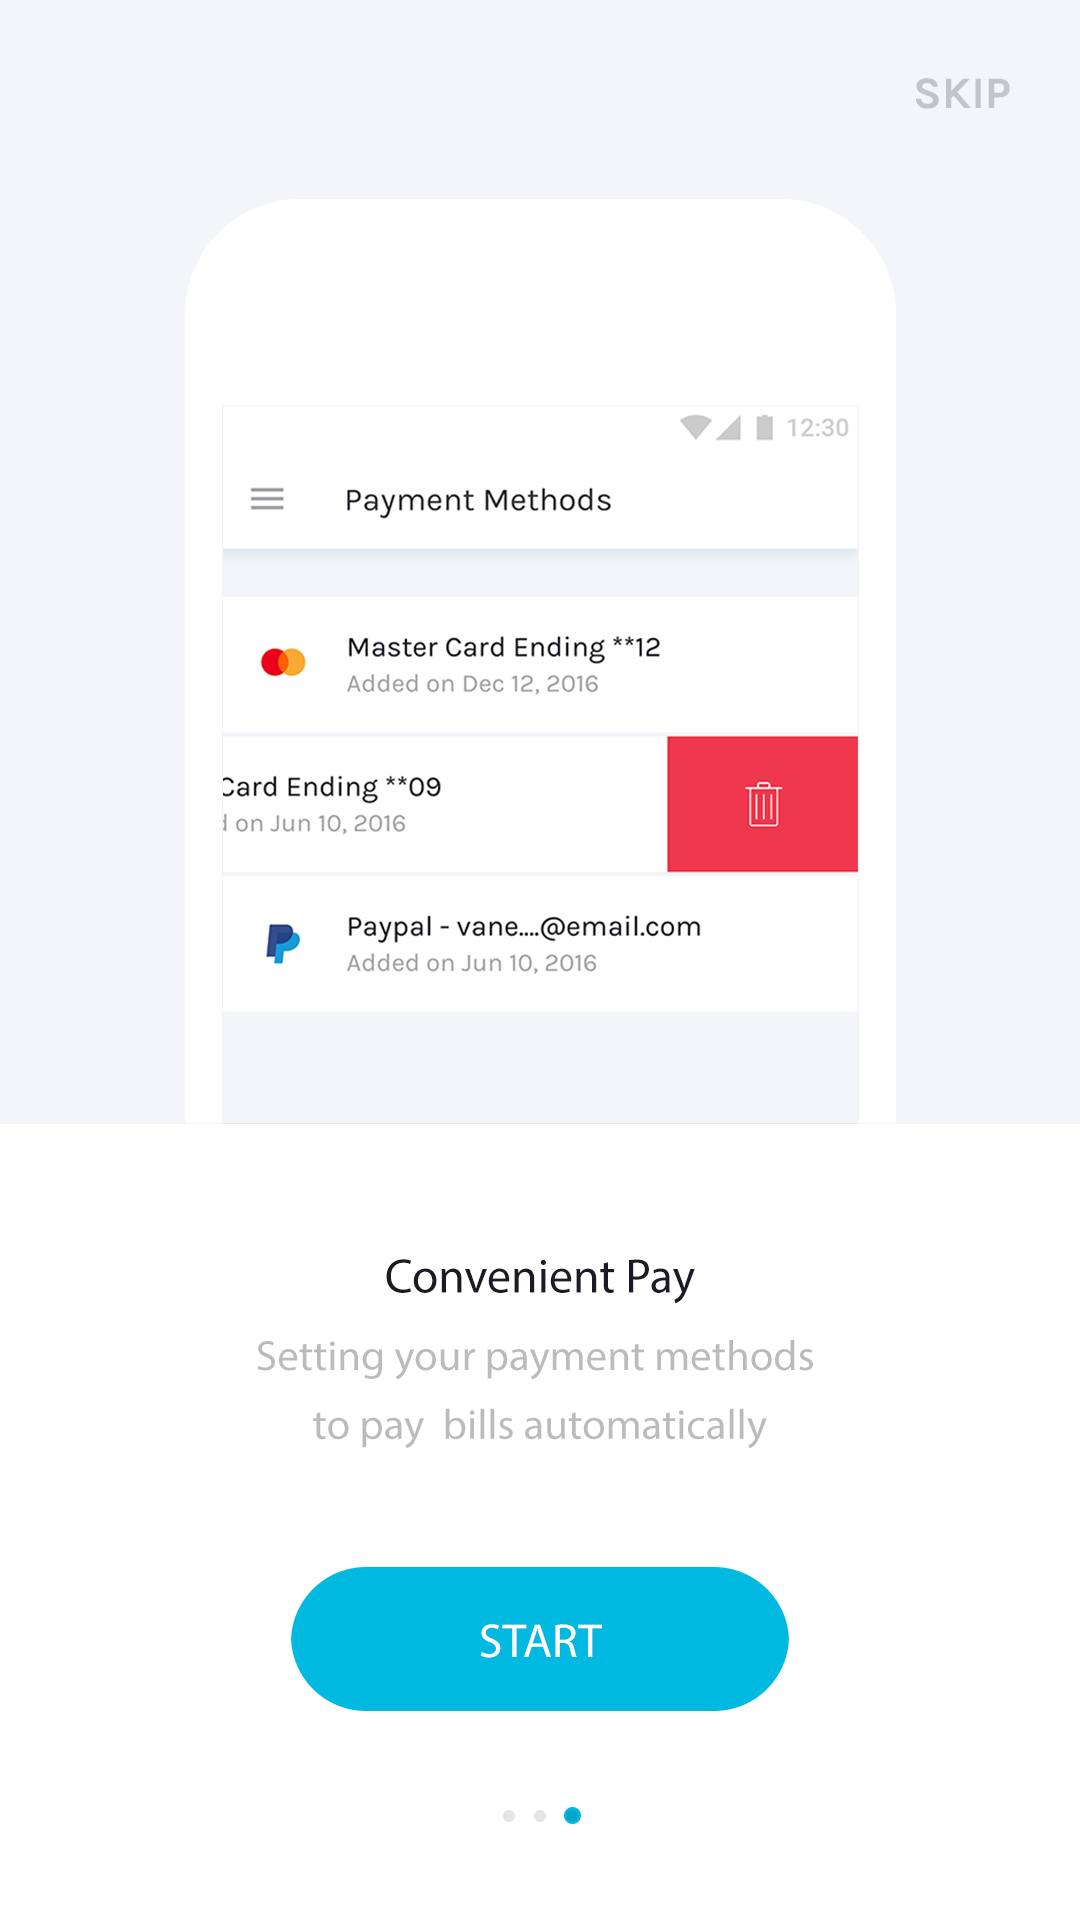 SKIP
12:30
Payment Methods
Master Card Ending **12
Added on Dec 12, 2016
Card Ending **09
on Jun 10, 2016
Paypal - vane....@email.com
Added on Jun 10, 2016
Convenient Pay
Setting your payment methods
to pay  bills automatically
START